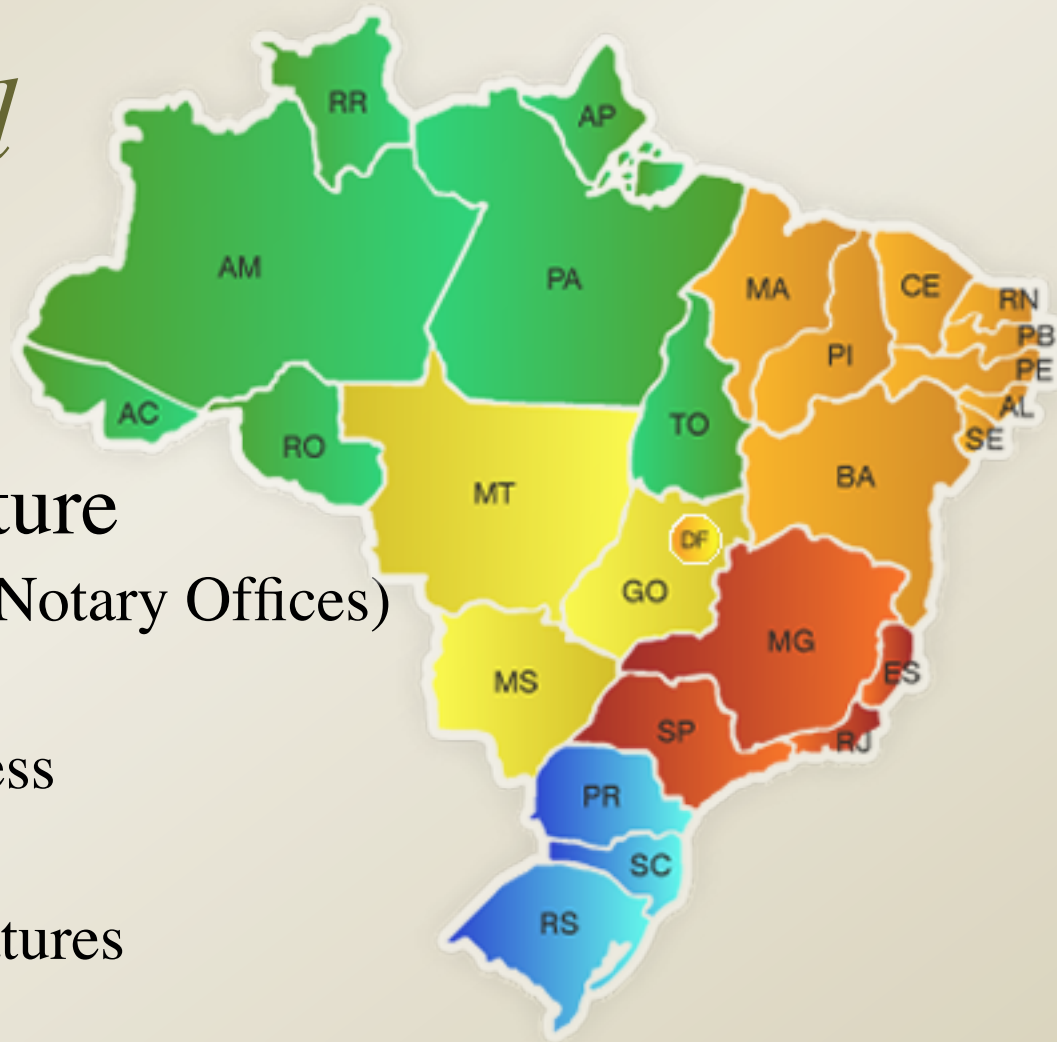 RR
AP
AM
PA
MA
CE
RN
PB
PI
PE
AL
AC
TO
SE
RO
BA
MT
ture
DF
GO
Notary Offices)
MG
ES
MS
SP
RJ
ess
PR
SC
RS
tures